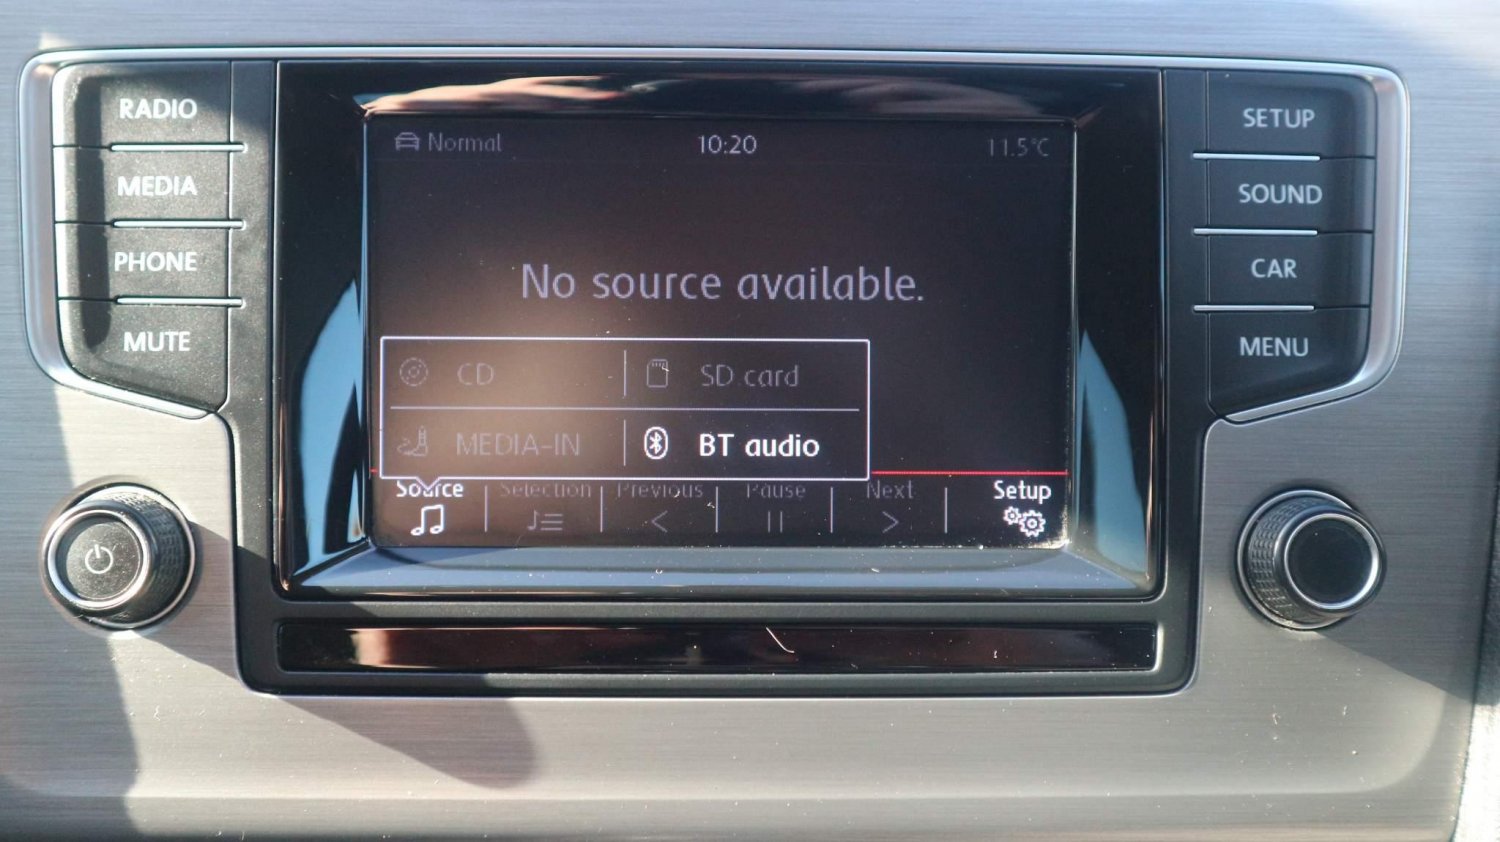 RADIO
MEDIA
PHONE
MUTE
Normal 10:20 11.5°C
No source available.
CD SD card
MEDIA-IN BT audio
Source Selection Previous Pause Next Setup
SETUP
SOUND
CAR
MENU